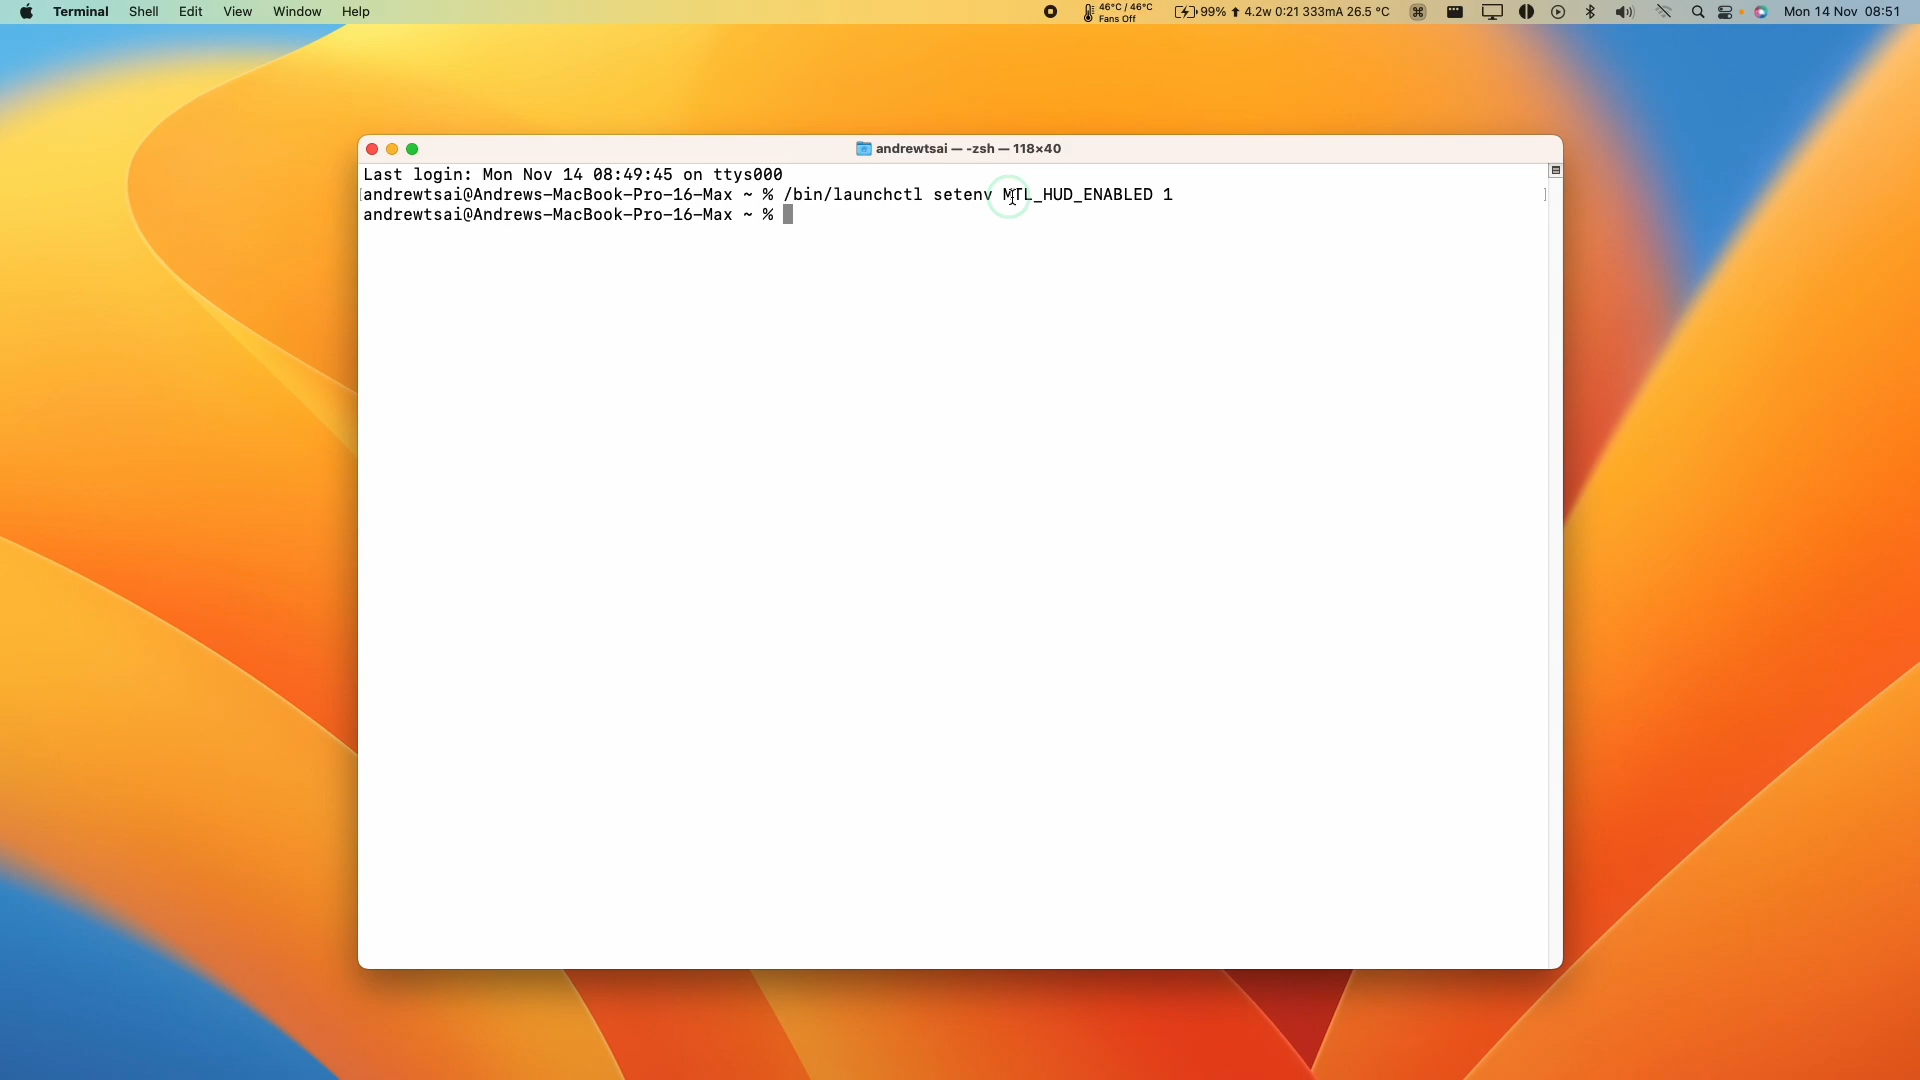 Terminal Shell Edit View Window Help 46°C / 46°C Fans Off 99% 4.2w 0:21 333mA 26.5 °C Mon 14 Nov 08:51
andrewtsai — -zsh — 118×40
Last login: Mon Nov 14 08:49:45 on ttys000
andrewtsai@Andrews-MacBook-Pro-16-Max ~ % /bin/launchctl setenv MTL_HUD_ENABLED 1
andrewtsai@Andrews-MacBook-Pro-16-Max ~ %